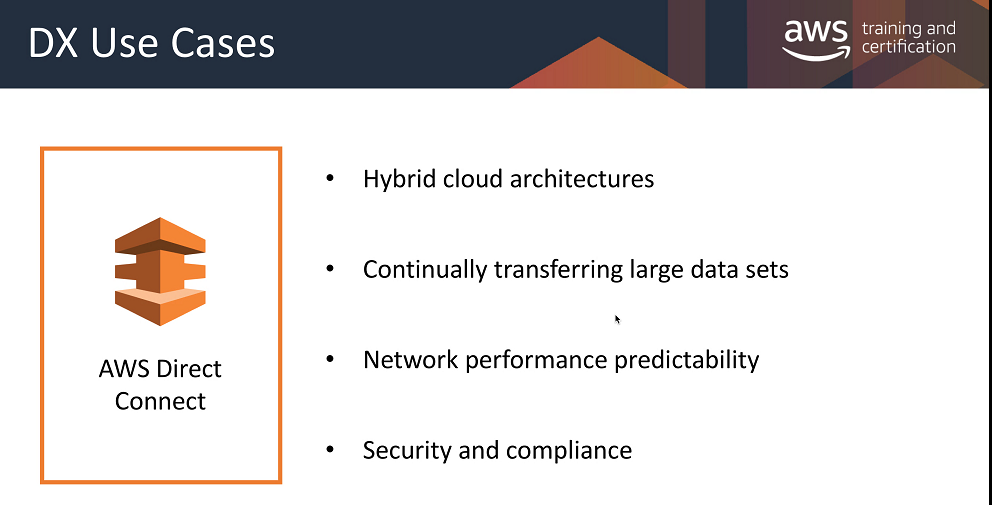 DX Use Cases
aws training and
certification
• Hybrid cloud architectures
• Continually transferring large data sets
• Network performance predictability
• Security and compliance
AWS Direct
Connect